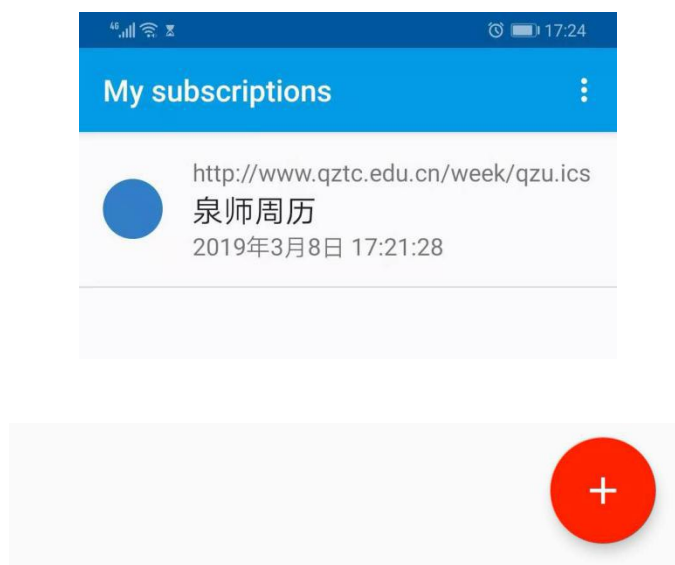 46 17:24
My subscriptions
http://www.qztc.edu.cn/week/qzu.ics
泉师周历
2019年3月8日 17:21:28
+